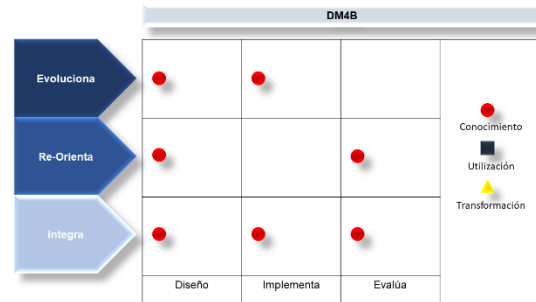 DM4B
Evoluciona
Re-Orienta
Integra
Conocimiento
Utilización
Transformación
Diseño
Implementa
Evalúa